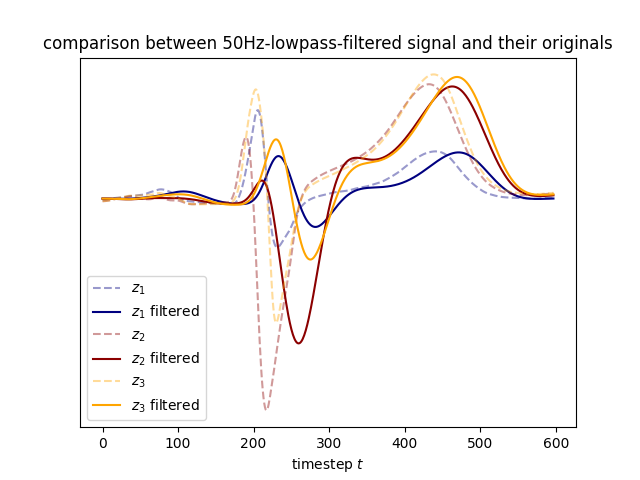 comparison between 50Hz-lowpass-filtered signal and their originals
z₁
z₁ filtered
z₂
z₂ filtered
z₃
z₃ filtered
0 100 200 300 400 500 600
timestep t